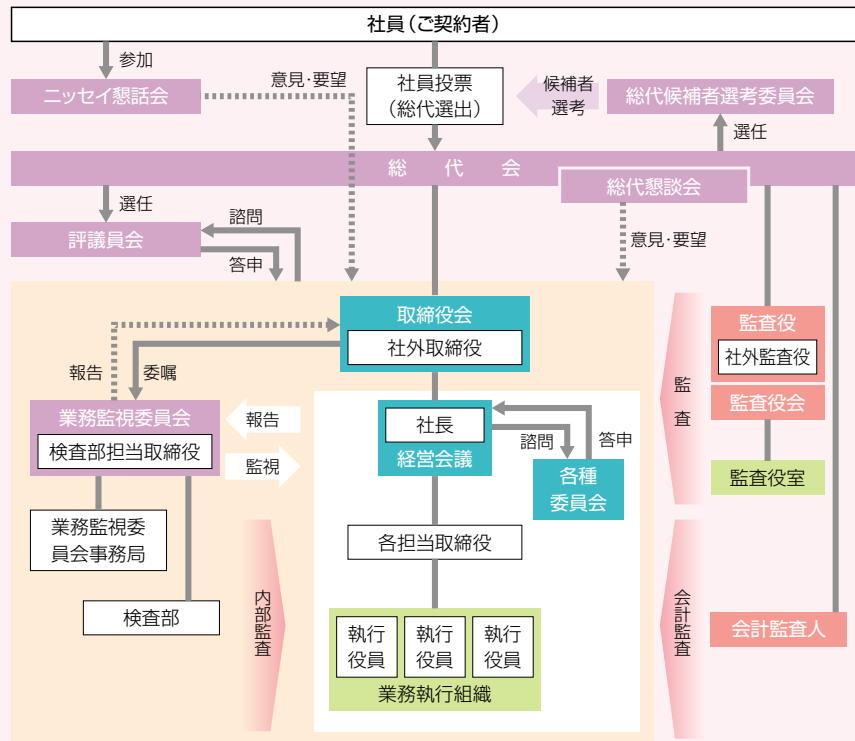 社員（ご契約者）
参加
ニッセイ懇話会
意見・要望
社員投票
（総代選出）
候補者
選考
総代候補者選考委員会
選任
総代会
総代懇談会
選任
諮問
評議員会
答申
意見・要望
取締役会
社外取締役
監査役
社外監査役
監査役会
監査役室
監査
報告
委嘱
業務監視委員会
検査部担当取締役
報告
監視
社長
経営会議
諮問
答申
各種
委員会
業務監視委
員会事務局
検査部
各担当取締役
内部監査
会計監査
会計監査人
執行
役員
執行
役員
執行
役員
業務執行組織